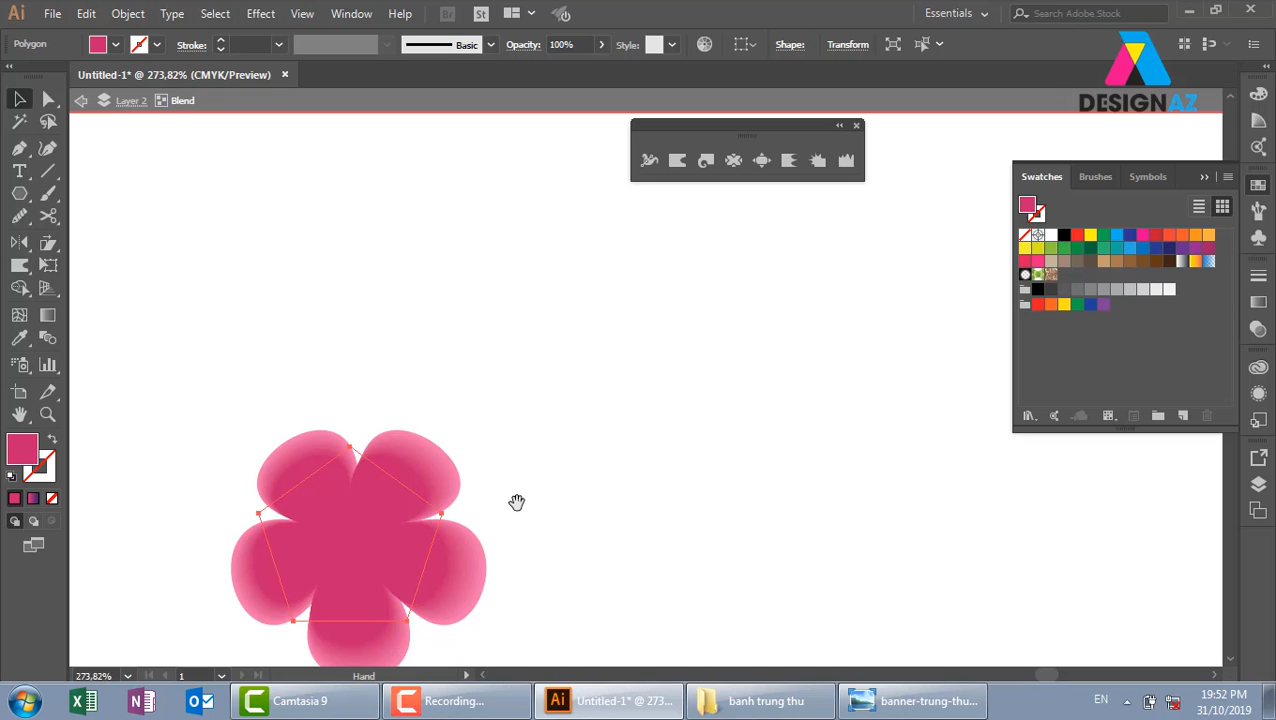 Ai File Edit Object Type Select Effect View Window Help Br St Essentials Search Adobe Stock
Polygon Stroke: Basic Opacity: 100% Style: Shape: Transform
Untitled-1* @ 273,82% (CMYK/Preview)
Layer 2 Blend
DESIGNAZ
Swatches Brushes Symbols
273,82% 1 Hand
Camtasia 9
Recording...
Untitled-1* @ 273...
banh trung thu
banner-trung-thu...
EN
19:52 PM
31/10/2019